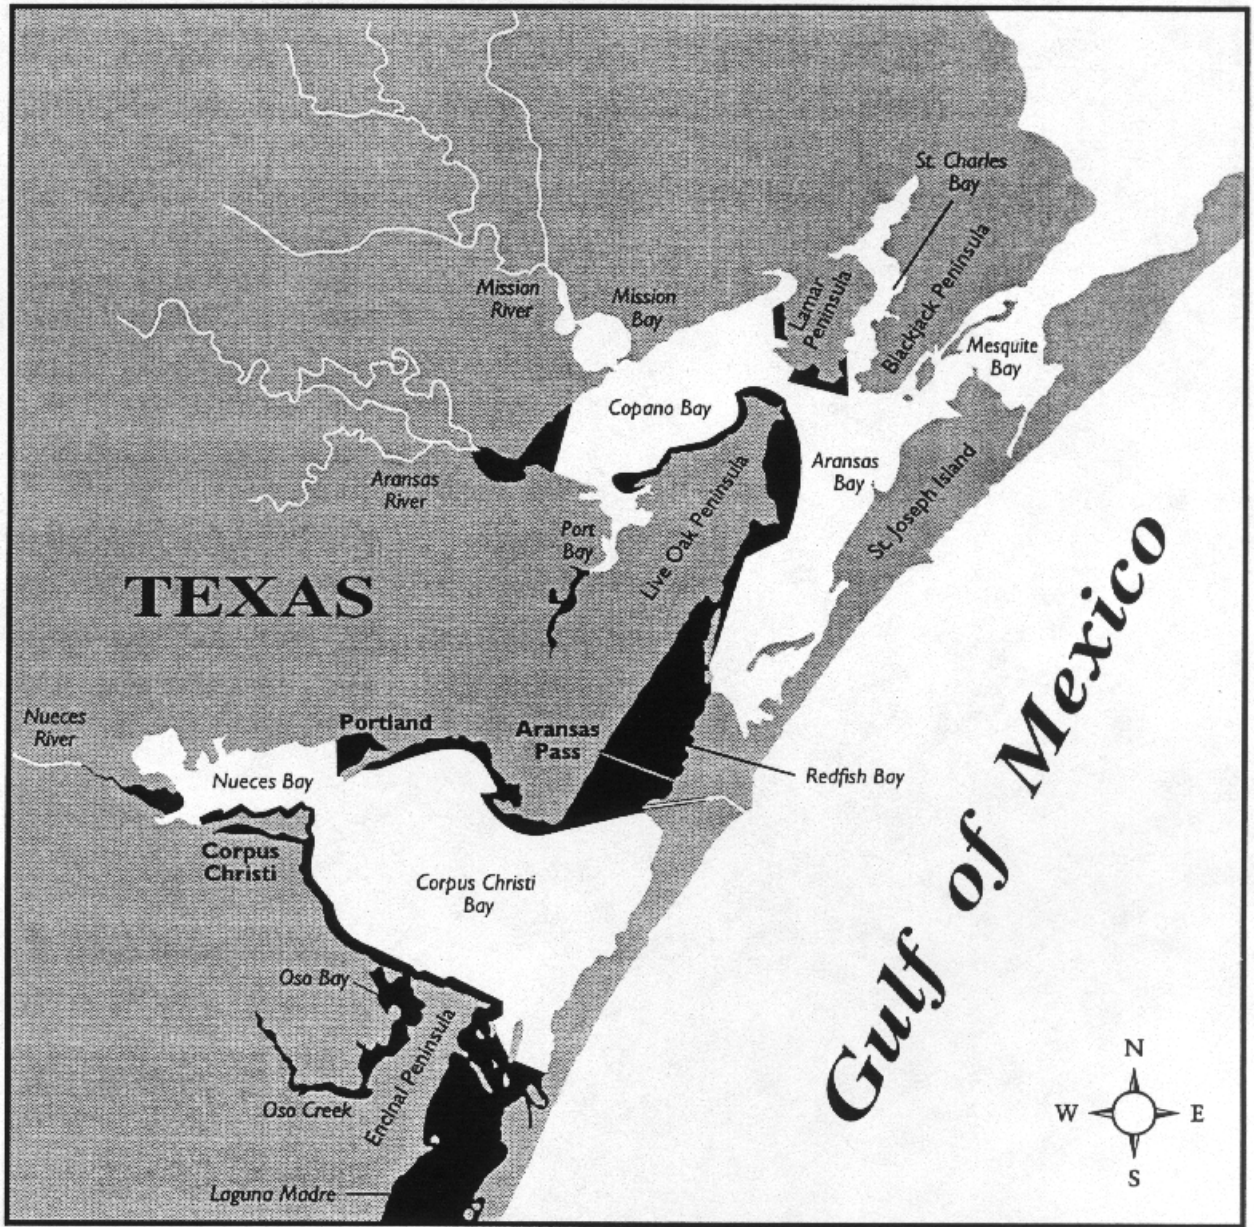 St. Charles
Bay
Mission
River
Mission
Bay
Lamar
Peninsula
Blackjack Peninsula
Mesquite
Bay
Copano Bay
Aransas
River
Aransas
Bay
Port
Bay
Live Oak Peninsula
St. Joseph Island
TEXAS
Gulf of Mexico
Nueces
River
Portland
Aransas
Pass
Nueces Bay
Redfish Bay
Corpus
Christi
Corpus Christi
Bay
Oso Bay
Encinal Peninsula
Oso Creek
Laguna Madre
N
W E
S